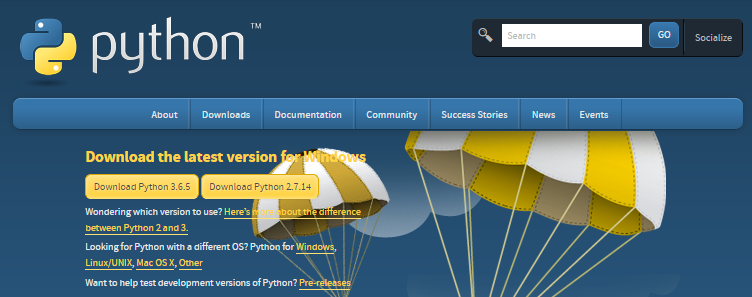 python™
Search
GO
Socialize
About
Downloads
Documentation
Community
Success Stories
News
Events
Download the latest version for Windows
Download Python 3.6.5
Download Python 2.7.14
Wondering which version to use? Here's more about the difference
between Python 2 and 3.
Looking for Python with a different OS? Python for Windows,
Linux/UNIX, Mac OS X, Other
Want to help test development versions of Python? Pre-releases